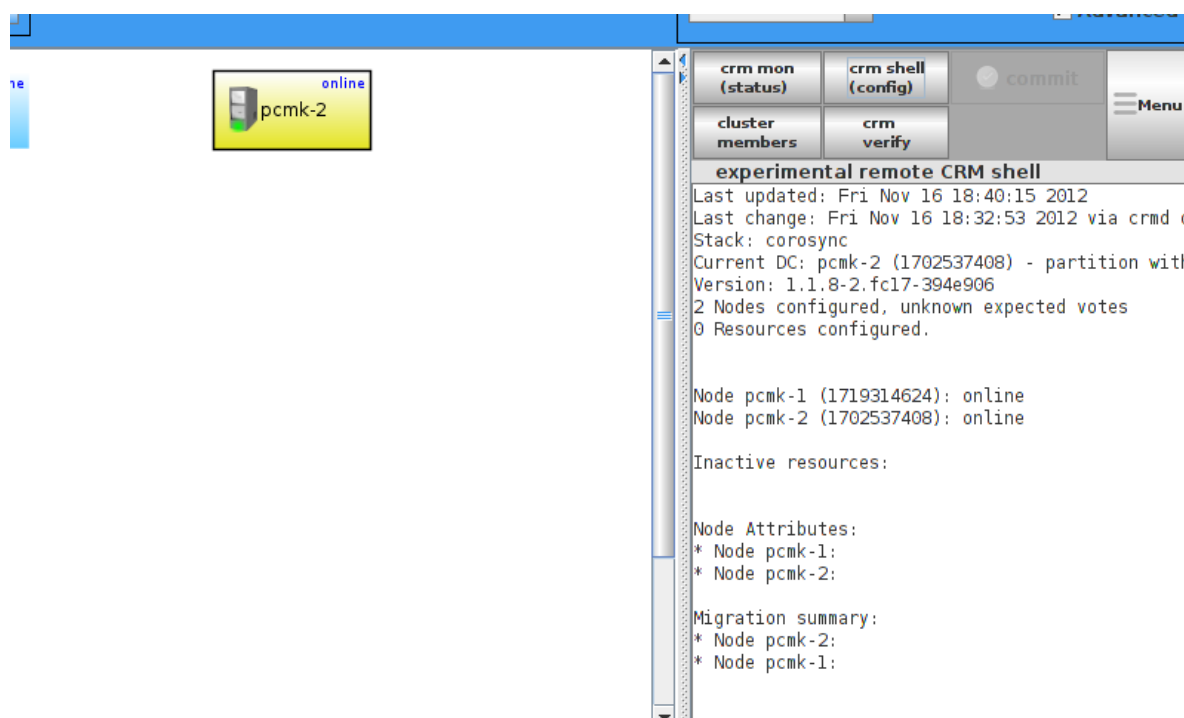 Advanced
online
pcmk-2
crm mon
(status)
crm shell
(config)
commit
Menu
cluster
members
crm
verify
experimental remote CRM shell
Last updated: Fri Nov 16 18:40:15 2012
Last change: Fri Nov 16 18:32:53 2012 via crmd
Stack: corosync
Current DC: pcmk-2 (1702537408) - partition with
Version: 1.1.8-2.fc17-394e906
2 Nodes configured, unknown expected votes
0 Resources configured.
Node pcmk-1 (1719314624): online
Node pcmk-2 (1702537408): online
Inactive resources:
Node Attributes:
* Node pcmk-1:
* Node pcmk-2:
Migration summary:
* Node pcmk-2:
* Node pcmk-1: